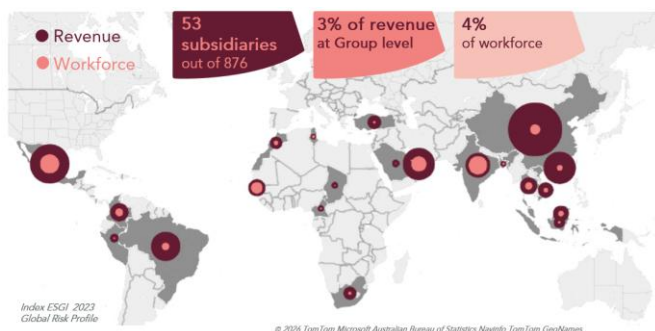 Revenue
Workforce
53
subsidiaries
out of 876
3% of revenue
at Group level
4%
of workforce
Index ESGI 2023
Global Risk Profile
© 2026 TomTom Microsoft Australian Bureau of Statistics Navinfo TomTom GeoNames